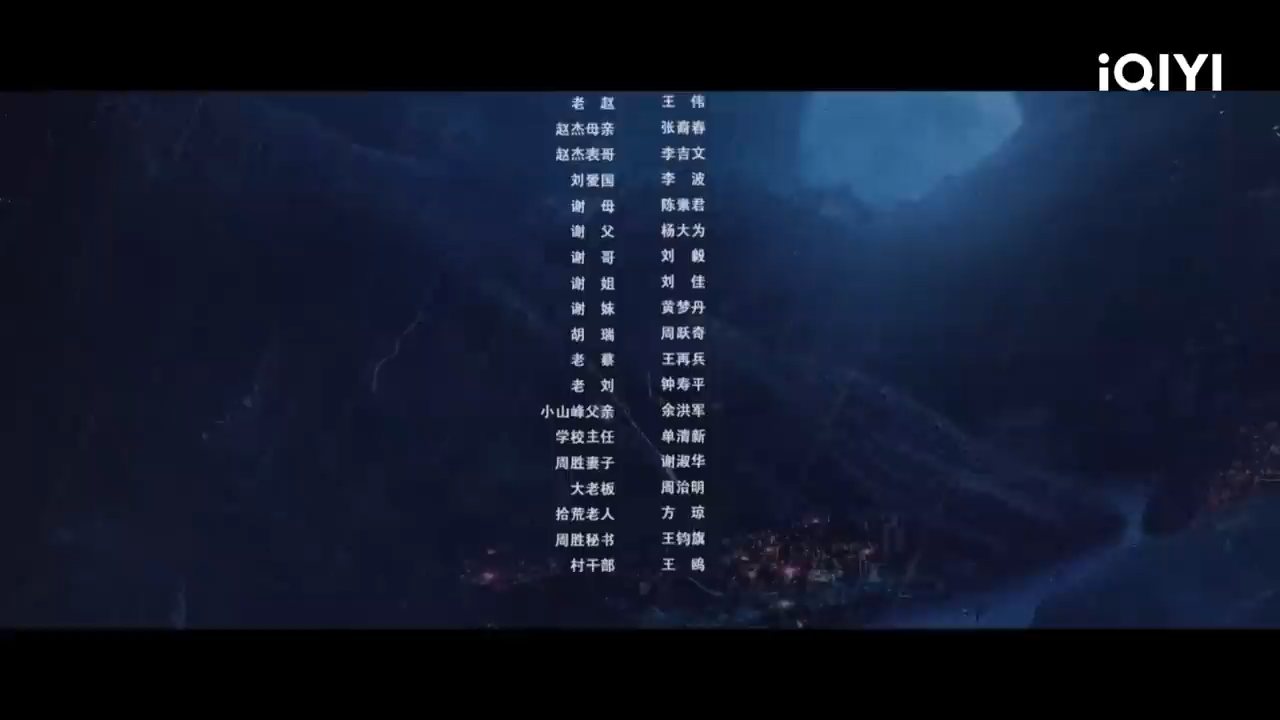 iQIYI
老 赵 王 伟
赵杰母亲 张裔春
赵杰表哥 李吉文
刘爱国 李 波
谢 母 陈素君
谢 父 杨大为
谢 哥 刘 毅
谢 姐 刘 佳
谢 妹 黄梦丹
胡 瑞 周跃奇
老 蔡 王再兵
老 刘 钟寿平
小山峰父亲 余洪军
学校主任 单清新
周胜妻子 谢淑华
大老板 周治明
拾荒老人 方 琼
周胜秘书 王钧旗
村干部 王 鸥